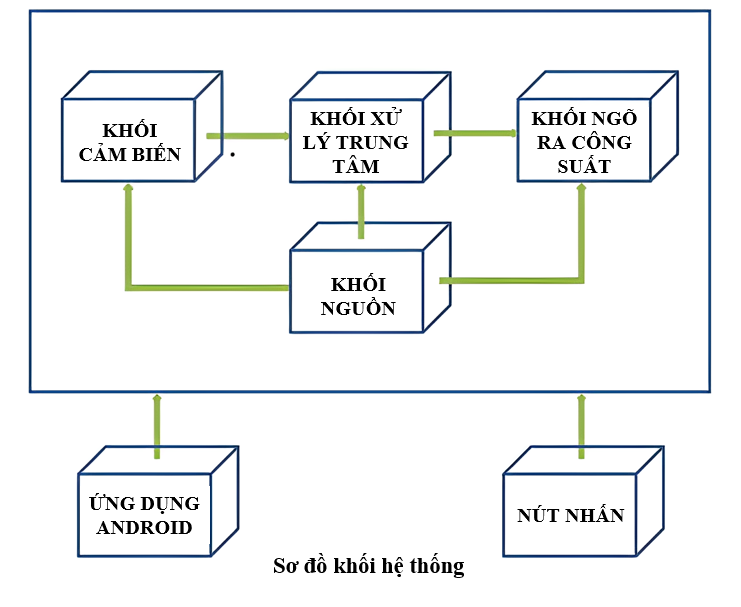 KHỐI
CẢM BIẾN
KHỐI XỬ
LÝ TRUNG
TÂM
KHỐI NGÕ
RA CÔNG
SUẤT
KHỐI
NGUỒN
ỨNG DỤNG
ANDROID
NÚT NHẤN
Sơ đồ khối hệ thống